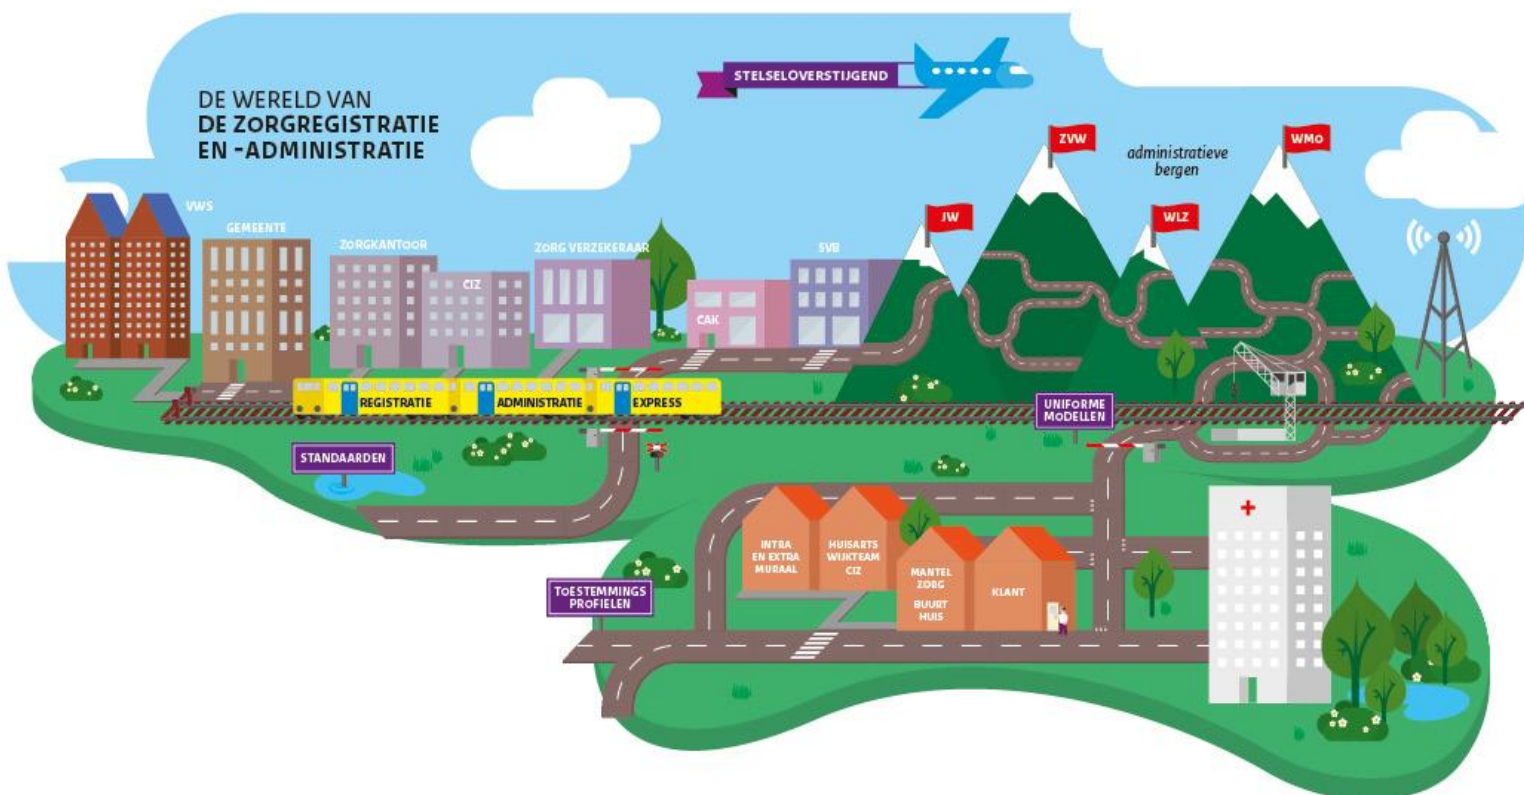 DE WERELD VAN
DE ZORGREGISTRATIE
EN -ADMINISTRATIE
STELSELOVERSTIJGEND
ZVW
administratieve
bergen
WMO
JW
WLZ
VWS
GEMEENTE
ZORGKANTOOR
CIZ
ZORG VERZEKERAAR
CAK
SVB
REGISTRATIE
ADMINISTRATIE
EXPRESS
STANDAARDEN
UNIFORME
MODELLEN
TOESTEMMINGS
PROFIELEN
INTRA
EN EXTRA
MURAAL
HUISARTS
WIJKTEAM
CIZ
MANTEL
ZORG
BUURT
HUIS
KLANT